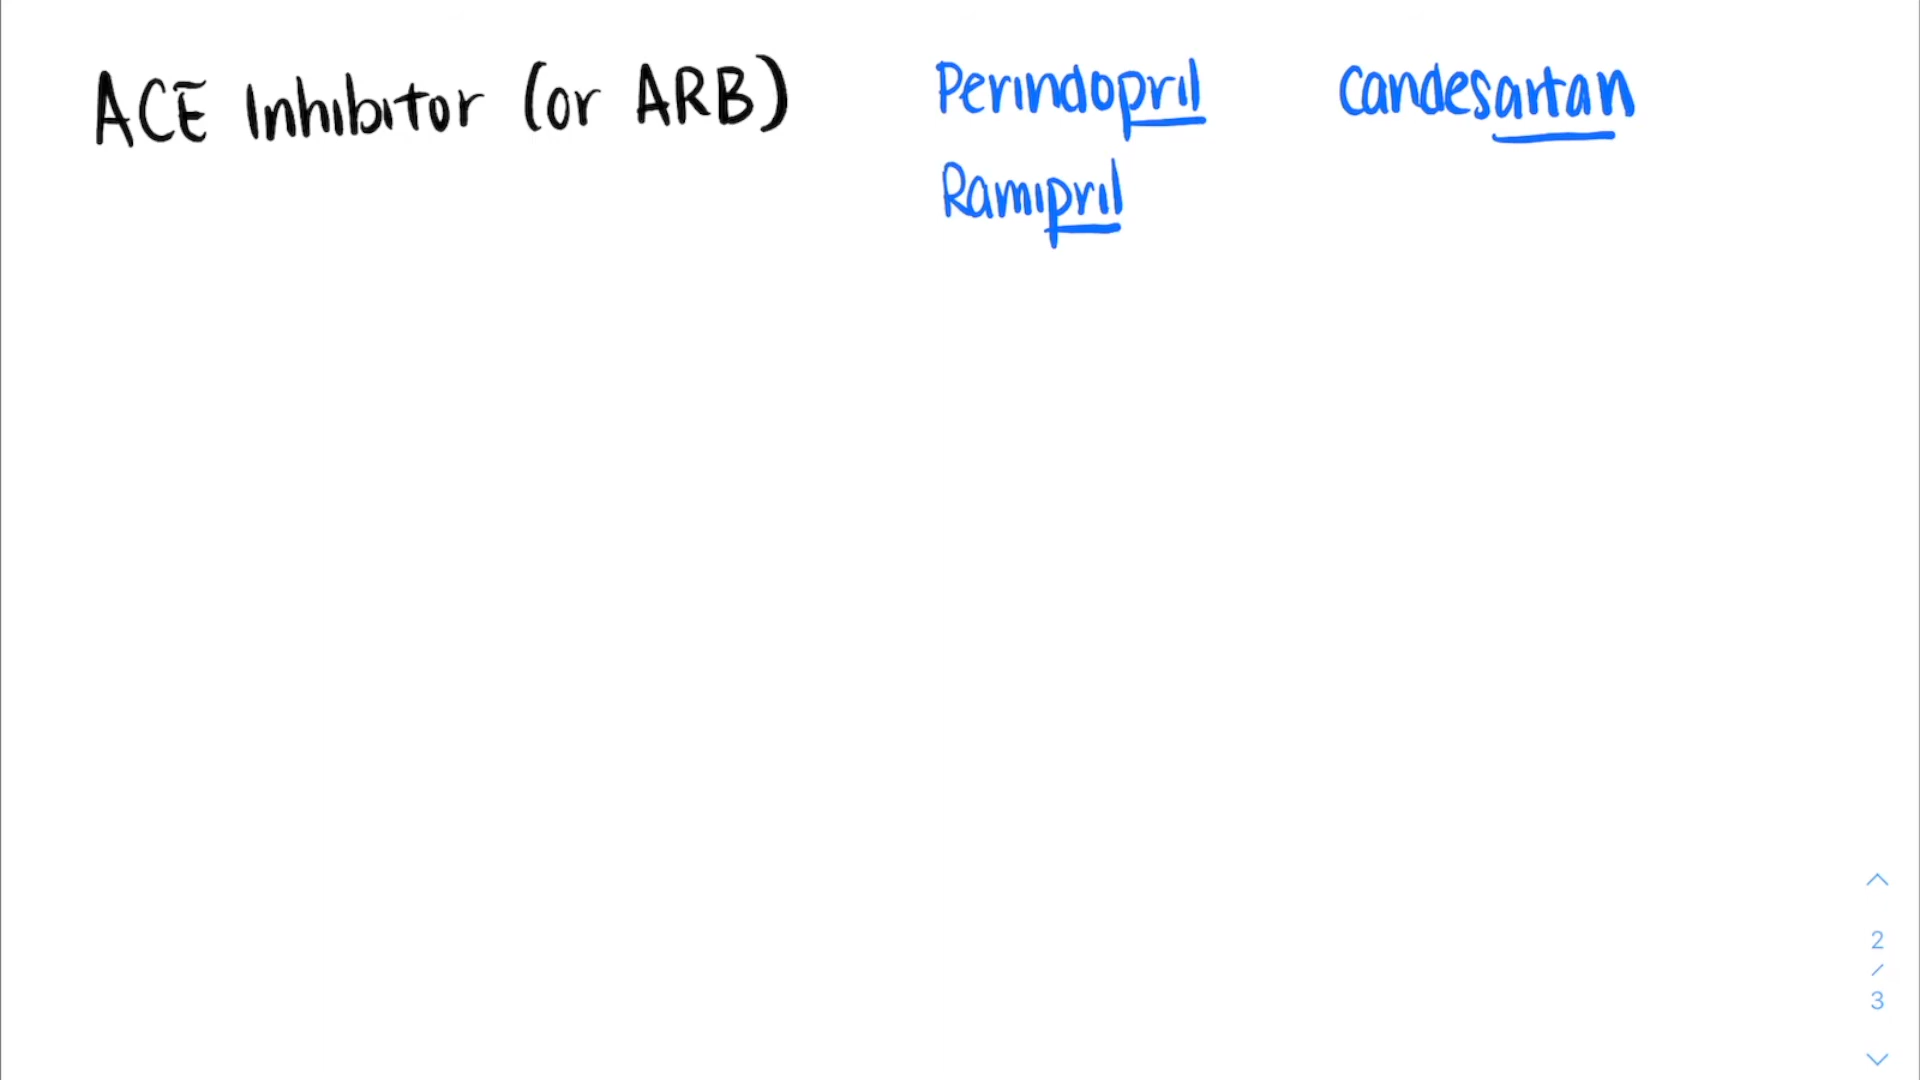 ACE Inhibitor (or ARB)
Perindopril
Candesartan
Ramipril
2
/
3